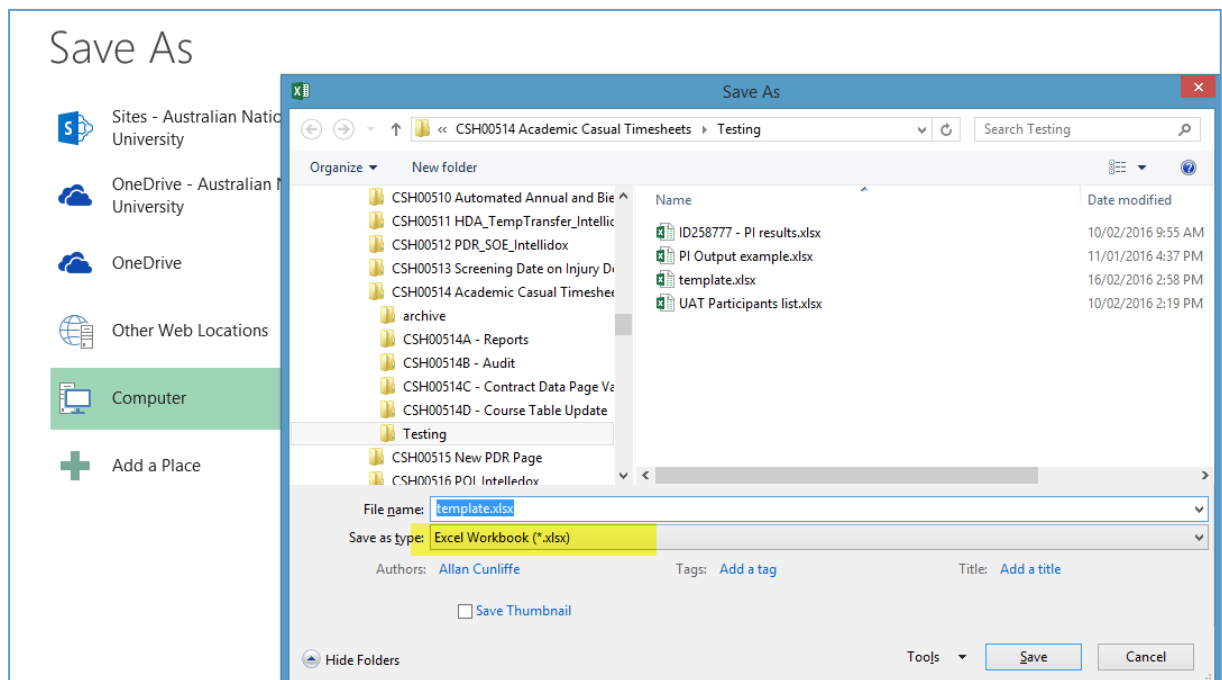 Save As
Sites - Australian Natio
University
OneDrive - Australian
University
OneDrive
Other Web Locations
Computer
Add a Place
Save As
« CSH00514 Academic Casual Timesheets Testing
Search Testing
Organize
New folder
CSH00510 Automated Annual and Bie
CSH00511 HDA_TempTransfer_Intellic
CSH00512 PDR_SOE_Intellidox
CSH00513 Screening Date on Injury De
CSH00514 Academic Casual Timeshee
archive
CSH00514A - Reports
CSH00514B - Audit
CSH00514C - Contract Data Page Va
CSH00514D - Course Table Update
Testing
CSH00515 New PDR Page
CSH00516 POI Intelledox
Name Date modified
ID258777 - PI results.xlsx 10/02/2016 9:55 AM
PI Output example.xlsx 11/01/2016 4:37 PM
template.xlsx 16/02/2016 2:58 PM
UAT Participants list.xlsx 10/02/2016 2:19 PM
File name: template.xlsx
Save as type: Excel Workbook (*.xlsx)
Authors: Allan Cunliffe Tags: Add a tag Title: Add a title
Save Thumbnail
Hide Folders Tools Save Cancel